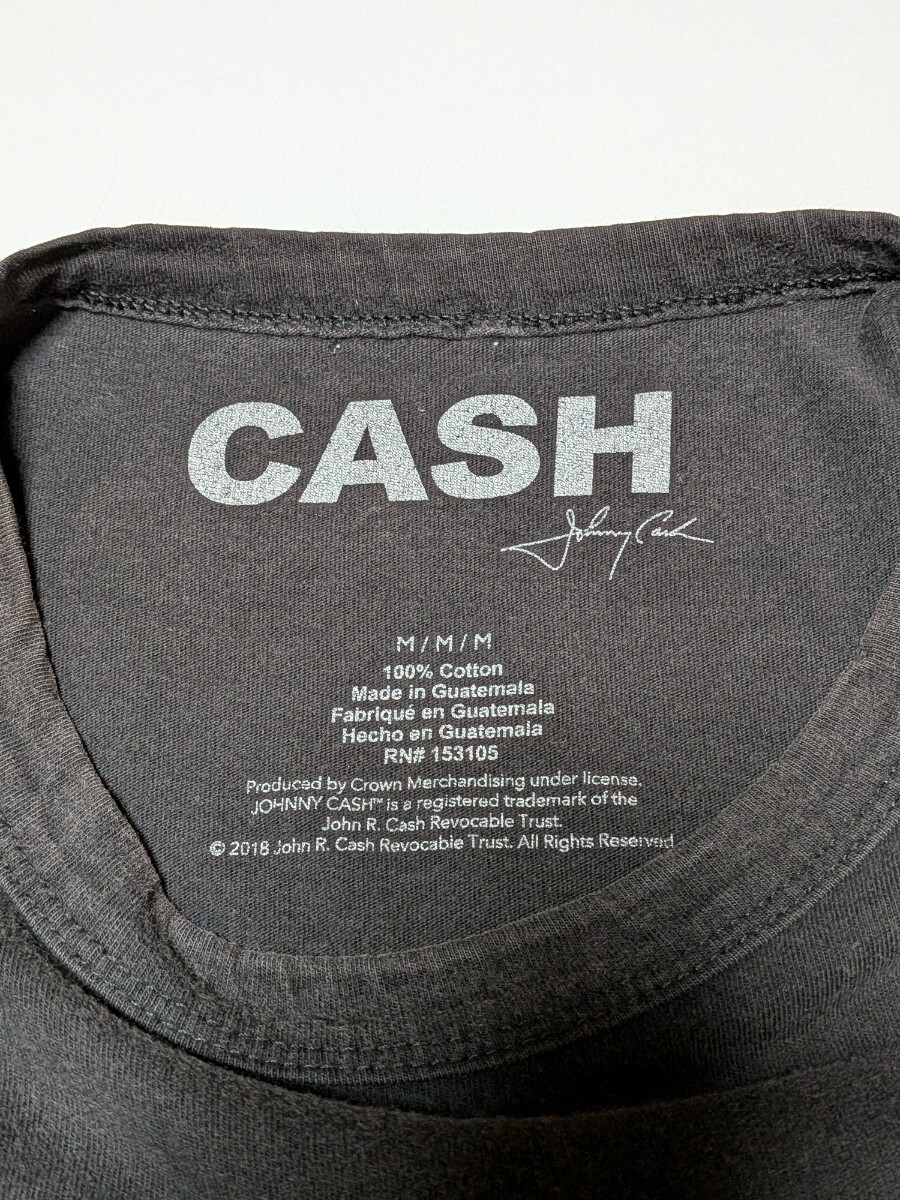 CASH
Johnny Cash
M / M / M
100% Cotton
Made in Guatemala
Fabriqué en Guatemala
Hecho en Guatemala
RN# 153105
Produced by Crown Merchandising under license.
JOHNNY CASH™ is a registered trademark of the
John R. Cash Revocable Trust.
© 2018 John R. Cash Revocable Trust. All Rights Reserved